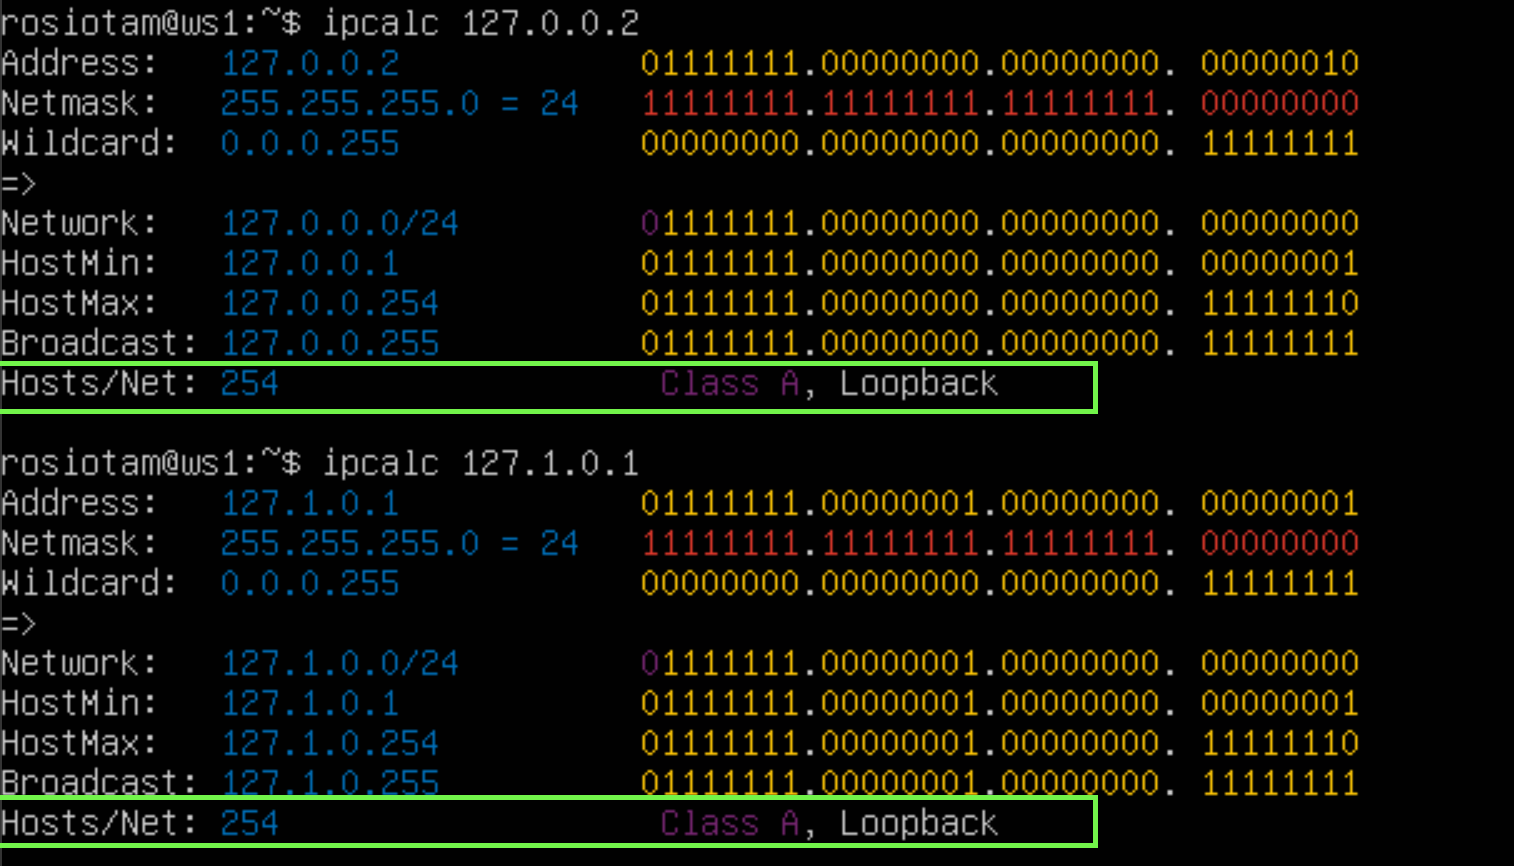 rosiotam@ws1:~$ ipcalc 127.0.0.2
Address:   127.0.0.2            01111111.00000000.00000000. 00000010
Netmask:   255.255.255.0 = 24   11111111.11111111.11111111. 00000000
Wildcard:  0.0.0.255            00000000.00000000.00000000. 11111111
=>
Network:   127.0.0.0/24         01111111.00000000.00000000. 00000000
HostMin:   127.0.0.1            01111111.00000000.00000000. 00000001
HostMax:   127.0.0.254          01111111.00000000.00000000. 11111110
Broadcast: 127.0.0.255          01111111.00000000.00000000. 11111111
Hosts/Net: 254                   Class A, Loopback
rosiotam@ws1:~$ ipcalc 127.1.0.1
Address:   127.1.0.1            01111111.00000001.00000000. 00000001
Netmask:   255.255.255.0 = 24   11111111.11111111.11111111. 00000000
Wildcard:  0.0.0.255            00000000.00000000.00000000. 11111111
=>
Network:   127.1.0.0/24         01111111.00000001.00000000. 00000000
HostMin:   127.1.0.1            01111111.00000001.00000000. 00000001
HostMax:   127.1.0.254          01111111.00000001.00000000. 11111110
Broadcast: 127.1.0.255          01111111.00000001.00000000. 11111111
Hosts/Net: 254                   Class A, Loopback